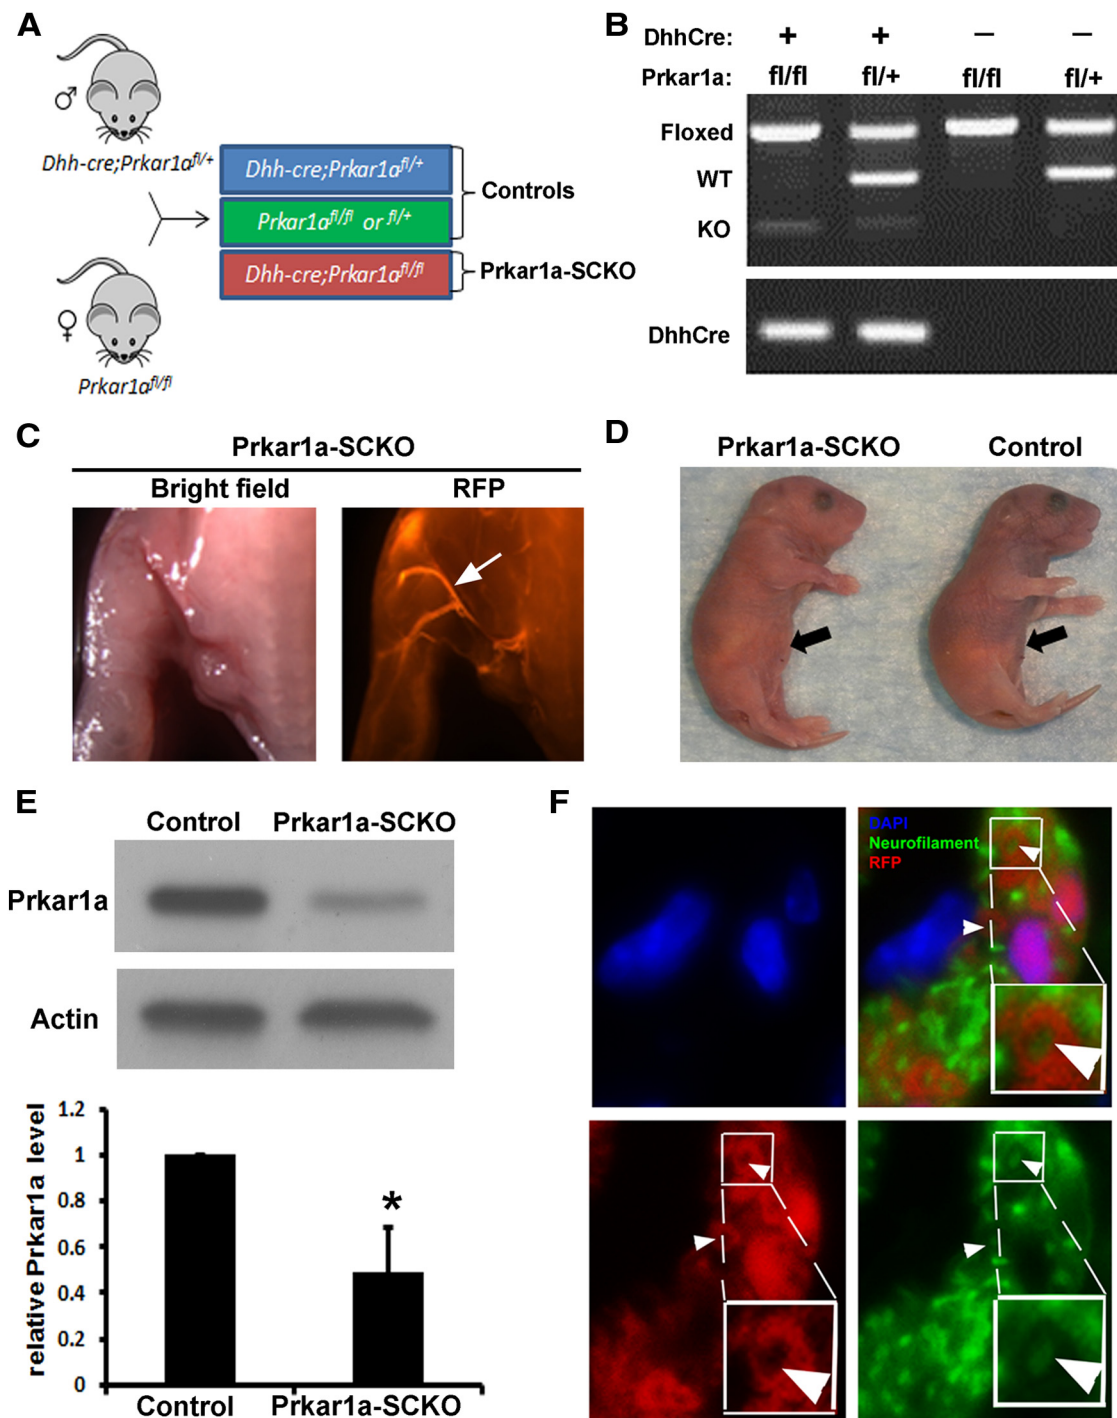 A
♂
Dhh-cre;Prkar1a^fl/+
♀
Prkar1a^fl/fl
Dhh-cre;Prkar1a^fl/+
Prkar1a^fl/fl or ^fl/+
Dhh-cre;Prkar1a^fl/fl
Controls
Prkar1a-SCKO
B
DhhCre: + + — —
Prkar1a: fl/fl fl/+ fl/fl fl/+
Floxed
WT
KO
DhhCre
C
Prkar1a-SCKO
Bright field RFP
D
Prkar1a-SCKO Control
E
Control Prkar1a-SCKO
Prkar1a
Actin
relative Prkar1a level
1.2
1
0.8
0.6
0.4
0.2
0
*
Control Prkar1a-SCKO
F
DAPI
Neurofilament
RFP